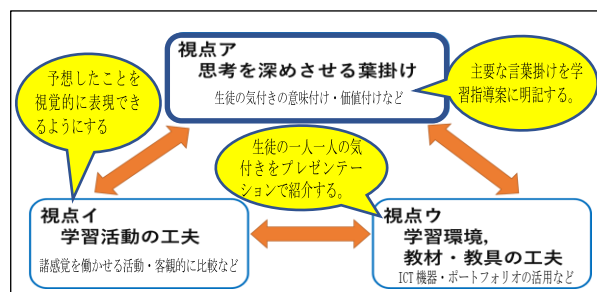 視点ア
思考を深めさせる葉掛け
生徒の気付きの意味付け・価値付けなど
予想したことを
視覚的に表現でき
るようにする
主要な言葉掛けを学
習指導案に明記する。
生徒の一人一人の気
付きをプレゼンテー
ションで紹介する。
視点イ
学習活動の工夫
諸感覚を働かせる活動・客観的に比較など
視点ウ
学習環境,
教材・教具の工夫
ICT 機器・ポートフォリオの活用など